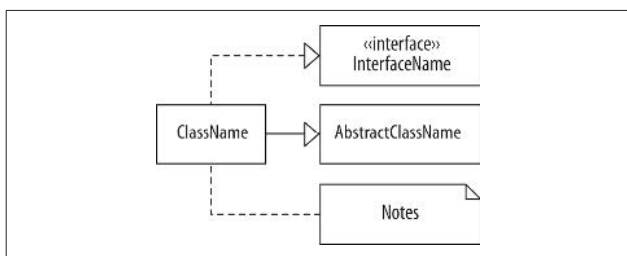 «interface»
InterfaceName
ClassName
AbstractClassName
Notes